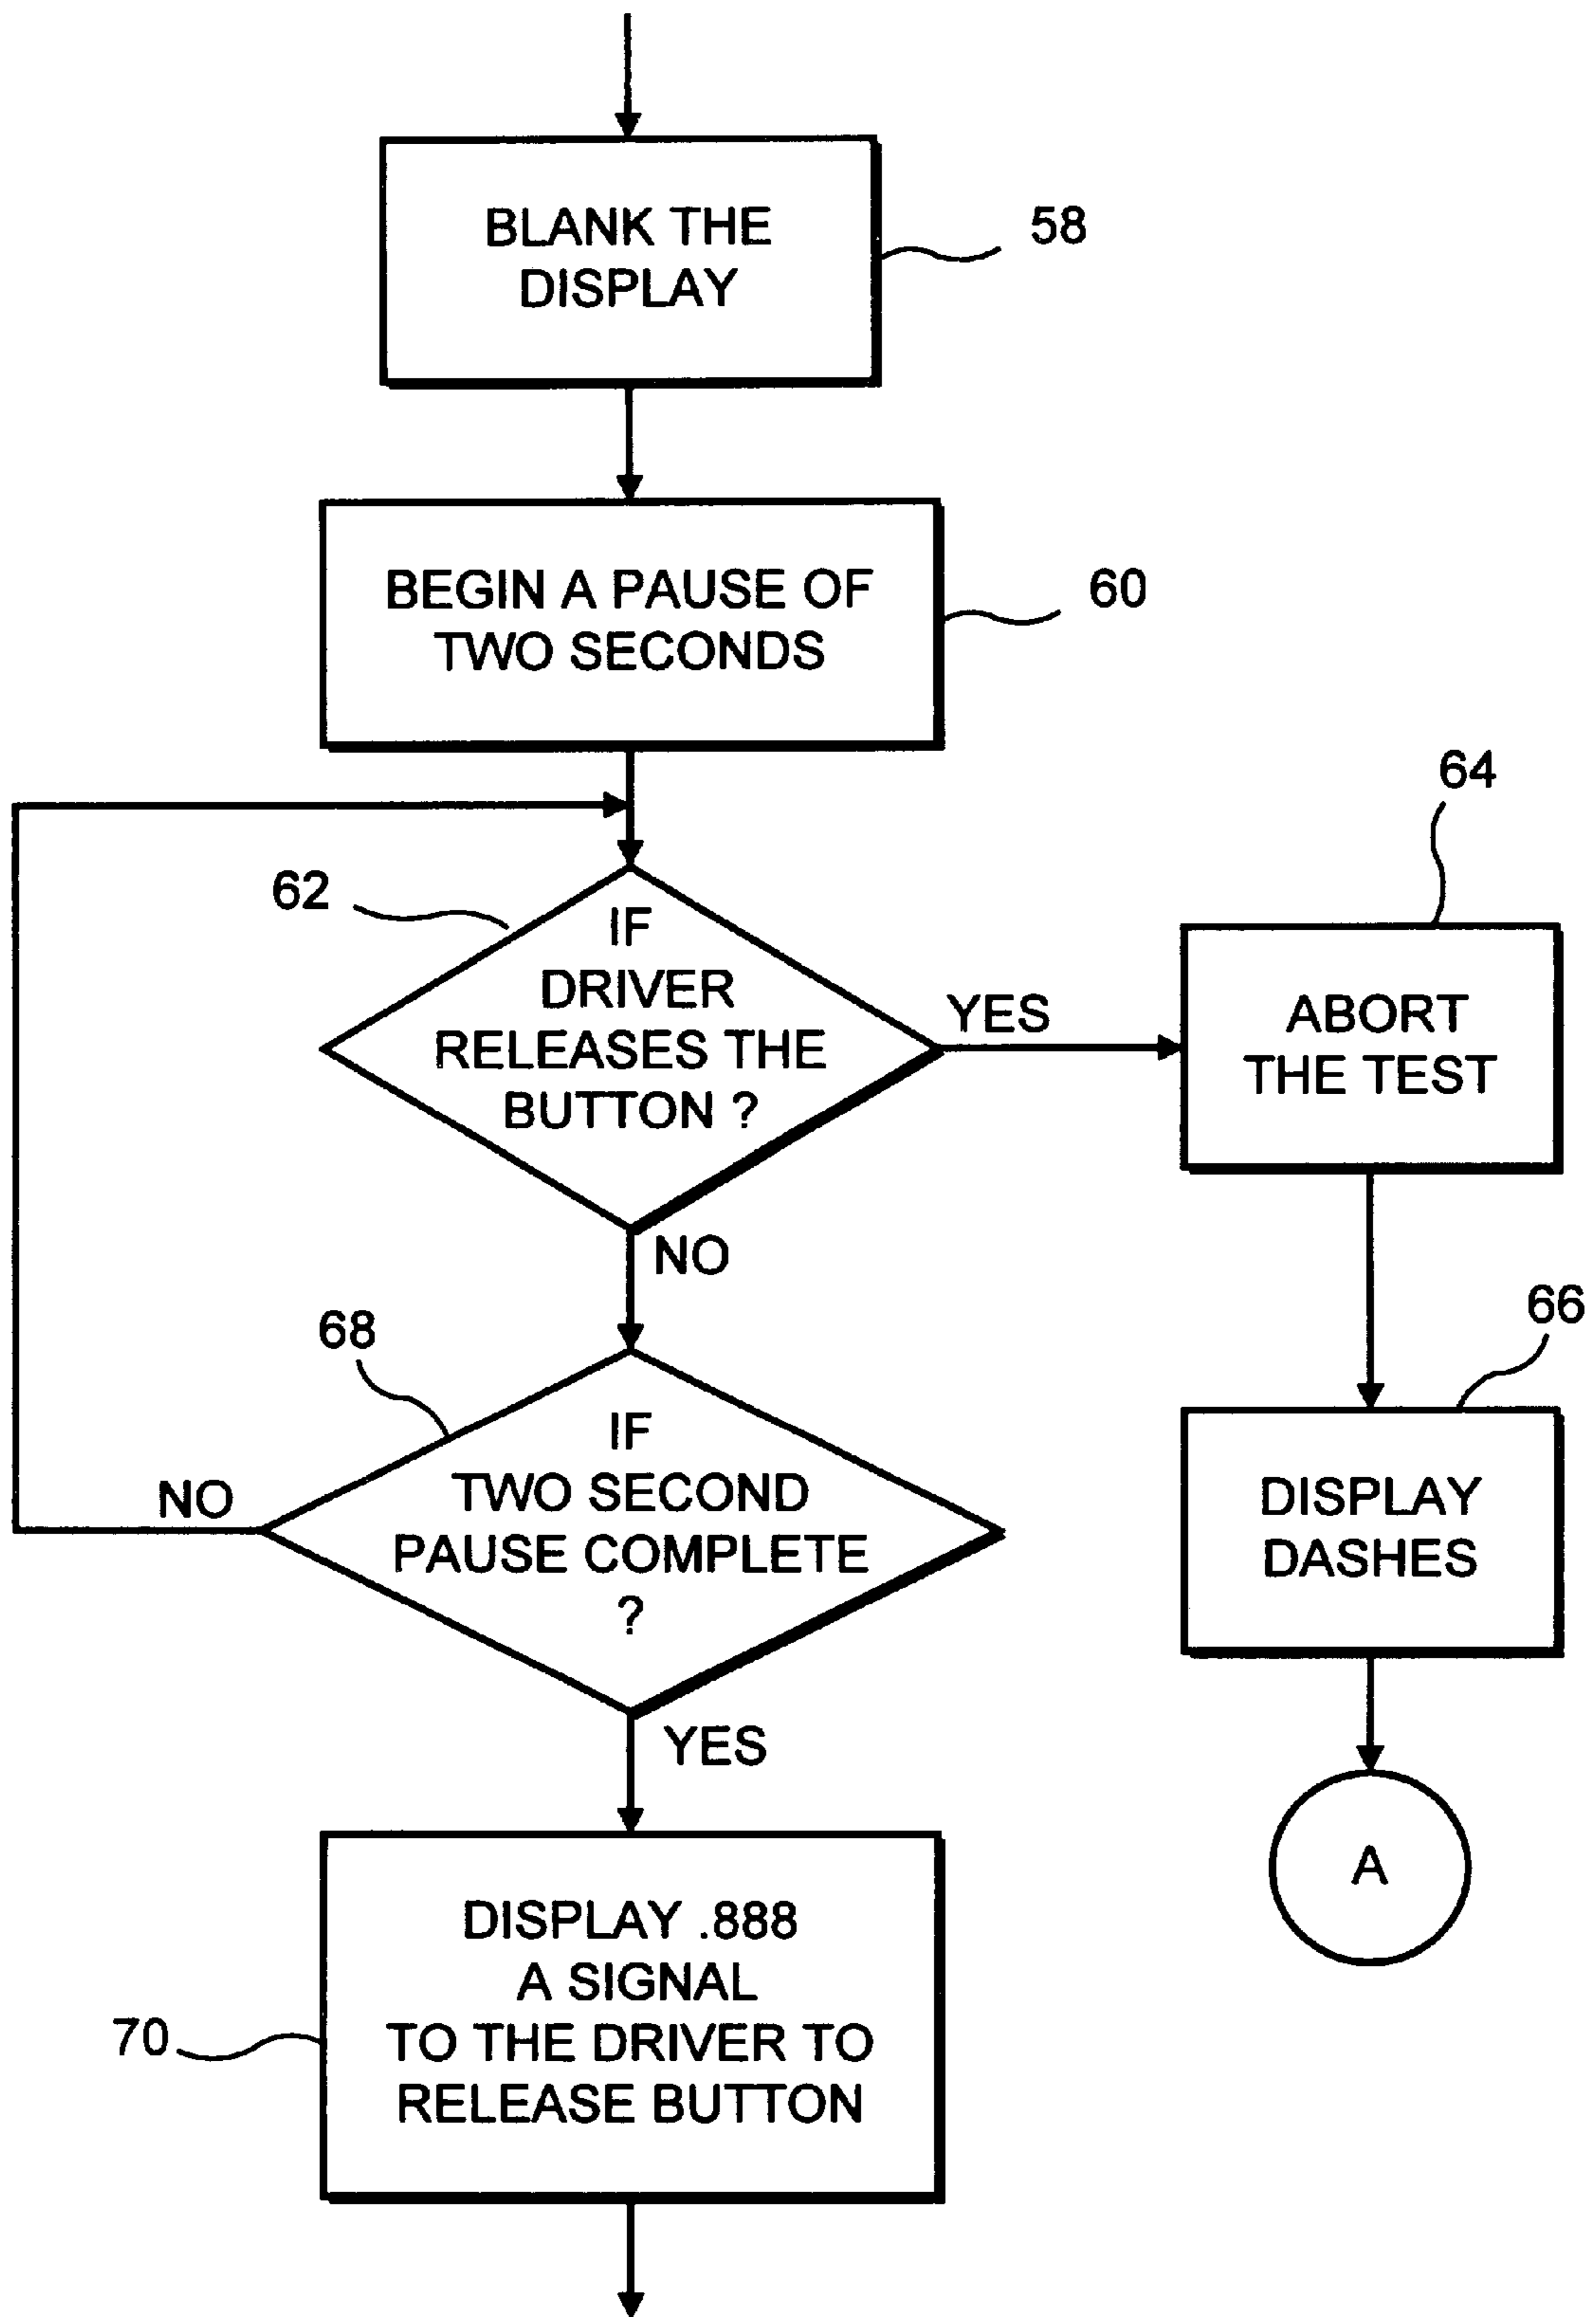 BLANK THE
DISPLAY
58
BEGIN A PAUSE OF
TWO SECONDS
60
62
IF
DRIVER
RELEASES THE
BUTTON ?
YES
64
ABORT
THE TEST
NO
66
DISPLAY
DASHES
A
68
IF
TWO SECOND
PAUSE COMPLETE
?
NO
YES
70
DISPLAY .888
A SIGNAL
TO THE DRIVER TO
RELEASE BUTTON